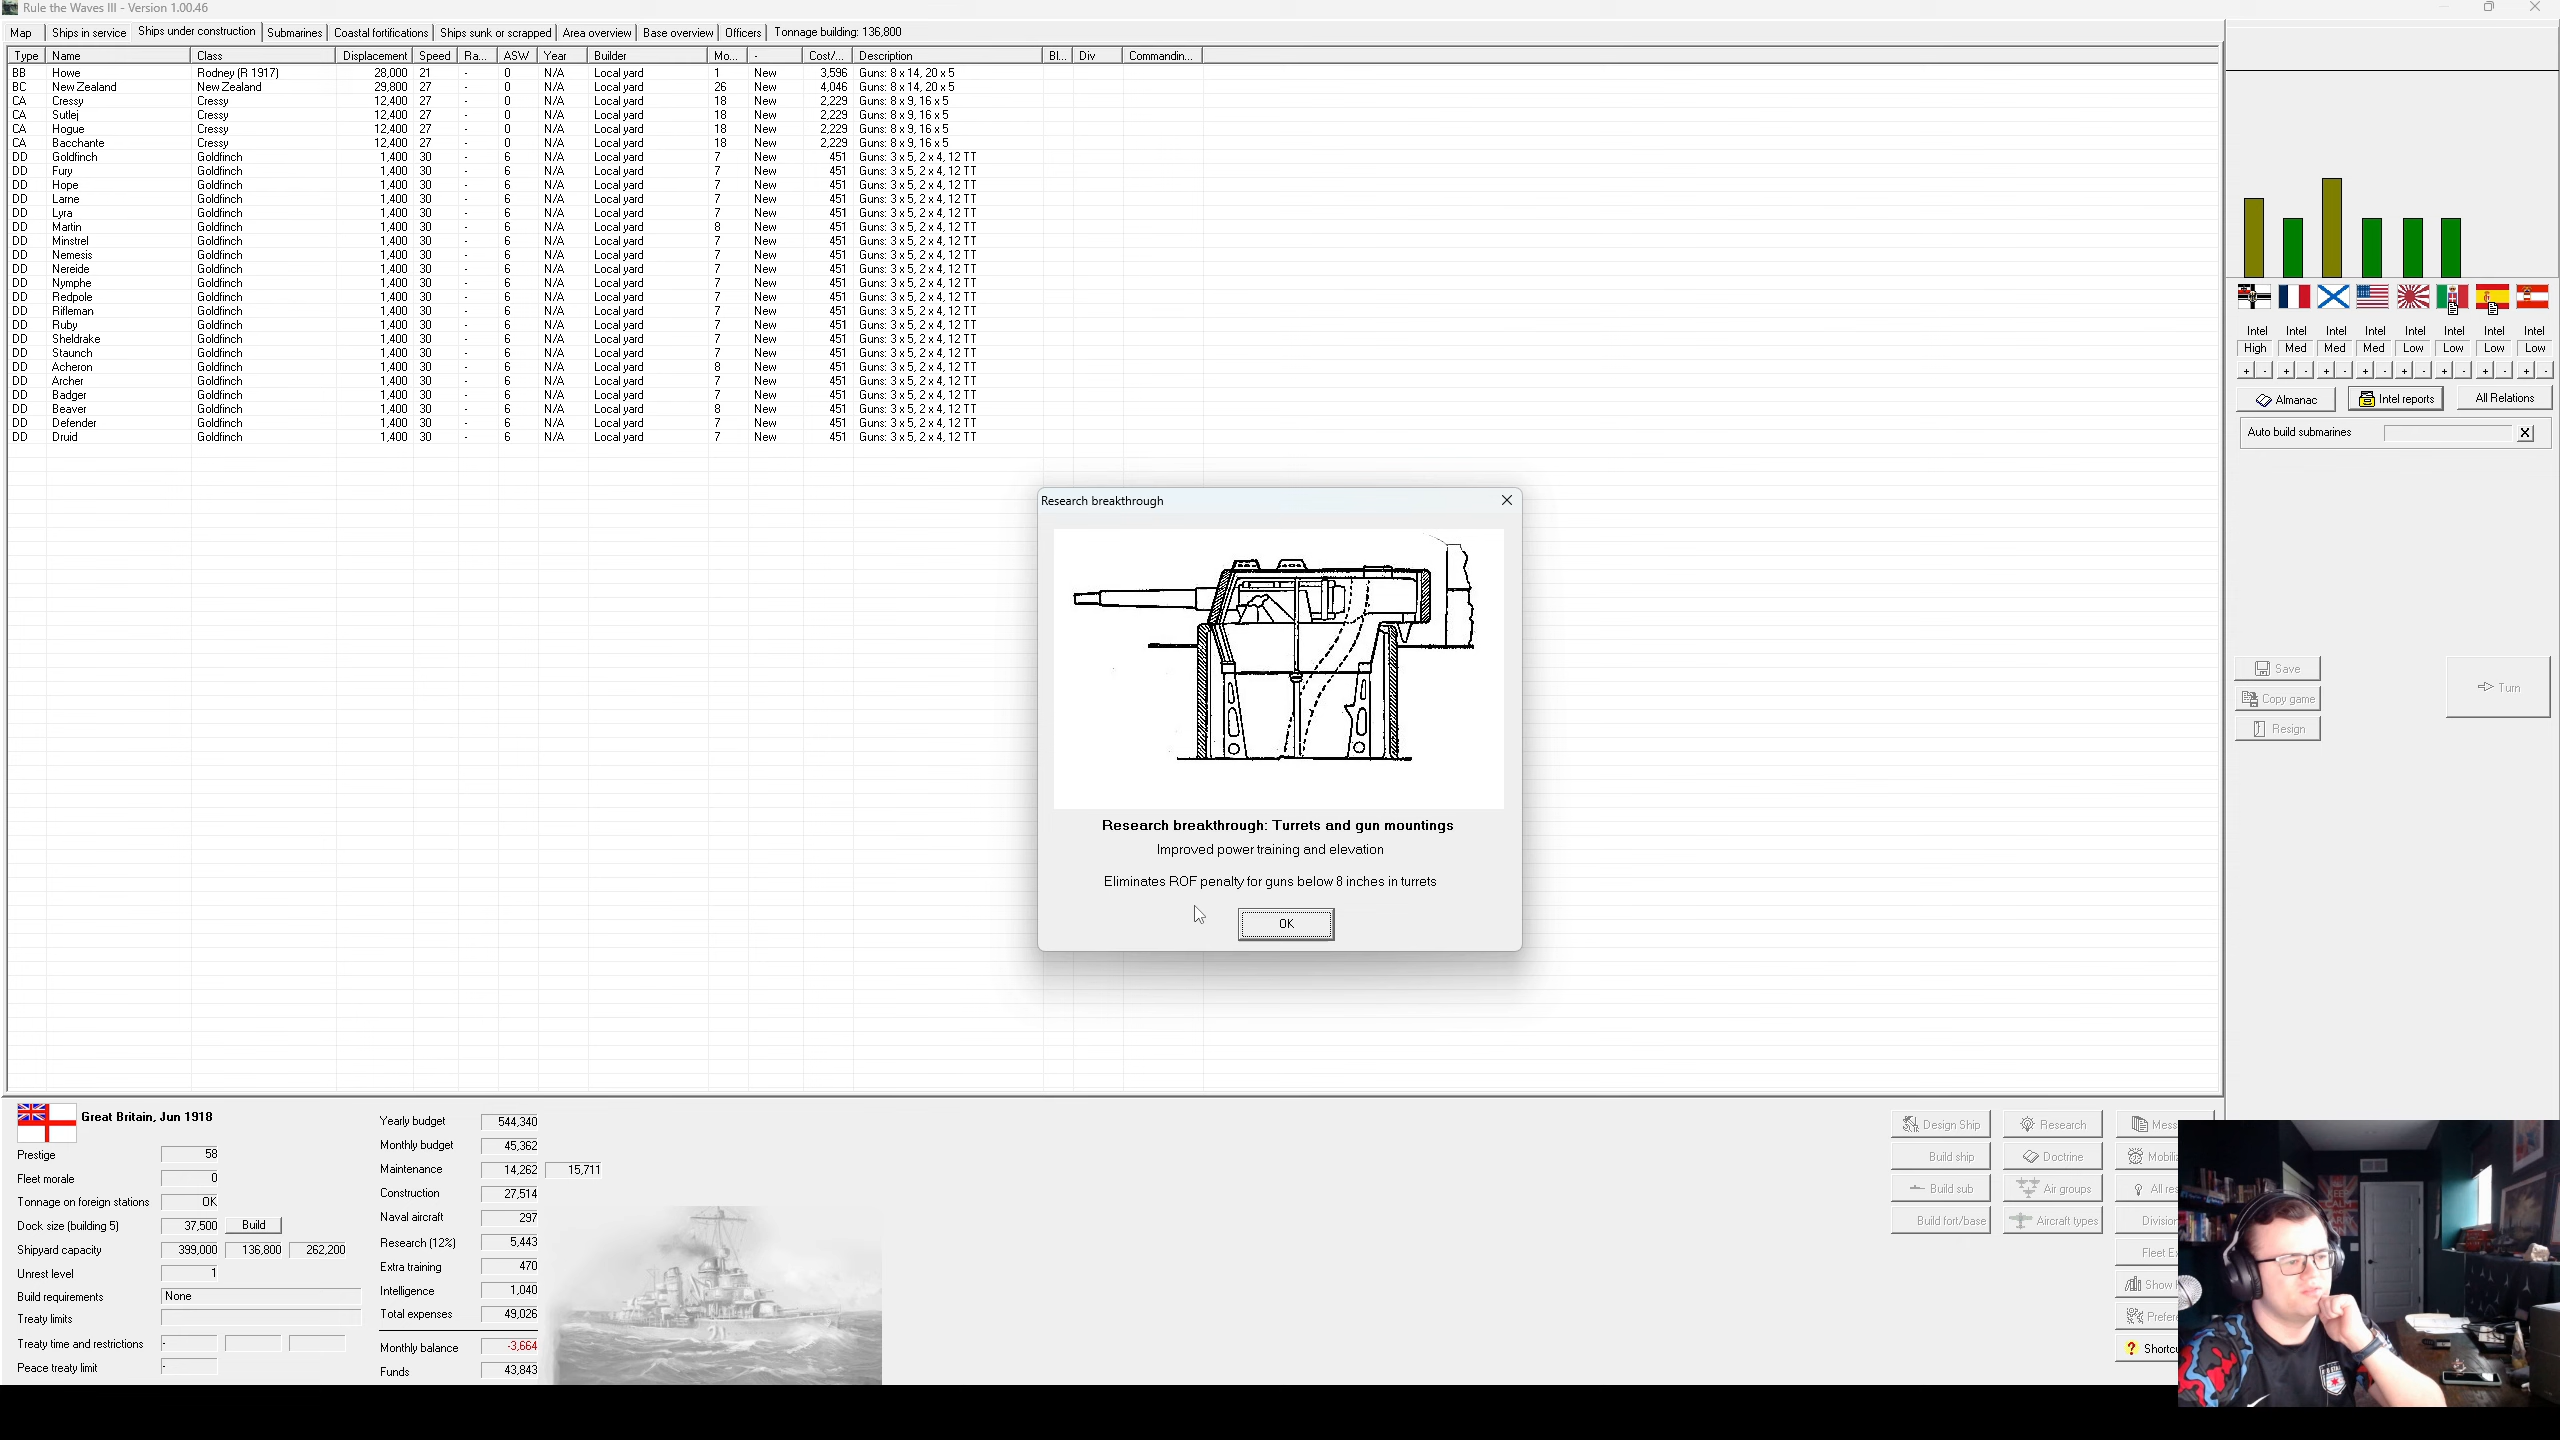 Rule the Waves III - Version 1.00.46
Map Ships in service Ships under construction Submarines Coastal fortifications Ships sunk or scrapped Area overview Base overview Officers Tonnage building: 136,800
Type Name Class Displacement Speed Ra... ASW Year Builder Mo... - Cost/... Description Bl... Div Commandin...
BB Howe Rodney (R 1917) 28,000 21 - 0 N/A Local yard 1 New 3,596 Guns: 8 x 14, 20 x 5
BC New Zealand New Zealand 29,800 27 - 0 N/A Local yard 26 New 4,046 Guns: 8 x 14, 20 x 5
CA Cressy Cressy 12,400 27 - 0 N/A Local yard 18 New 2,229 Guns: 8 x 9, 16 x 5
CA Sutlej Cressy 12,400 27 - 0 N/A Local yard 18 New 2,229 Guns: 8 x 9, 16 x 5
CA Hogue Cressy 12,400 27 - 0 N/A Local yard 18 New 2,229 Guns: 8 x 9, 16 x 5
CA Bacchante Cressy 12,400 27 - 0 N/A Local yard 18 New 2,229 Guns: 8 x 9, 16 x 5
DD Goldfinch Goldfinch 1,400 30 - 6 N/A Local yard 7 New 451 Guns: 3 x 5, 2 x 4, 12 TT
DD Fury Goldfinch 1,400 30 - 6 N/A Local yard 7 New 451 Guns: 3 x 5, 2 x 4, 12 TT
DD Hope Goldfinch 1,400 30 - 6 N/A Local yard 7 New 451 Guns: 3 x 5, 2 x 4, 12 TT
DD Larne Goldfinch 1,400 30 - 6 N/A Local yard 7 New 451 Guns: 3 x 5, 2 x 4, 12 TT
DD Lyra Goldfinch 1,400 30 - 6 N/A Local yard 7 New 451 Guns: 3 x 5, 2 x 4, 12 TT
DD Martin Goldfinch 1,400 30 - 6 N/A Local yard 8 New 451 Guns: 3 x 5, 2 x 4, 12 TT
DD Minstrel Goldfinch 1,400 30 - 6 N/A Local yard 7 New 451 Guns: 3 x 5, 2 x 4, 12 TT
DD Nemesis Goldfinch 1,400 30 - 6 N/A Local yard 7 New 451 Guns: 3 x 5, 2 x 4, 12 TT
DD Nereide Goldfinch 1,400 30 - 6 N/A Local yard 7 New 451 Guns: 3 x 5, 2 x 4, 12 TT
DD Nymphe Goldfinch 1,400 30 - 6 N/A Local yard 7 New 451 Guns: 3 x 5, 2 x 4, 12 TT
DD Redpole Goldfinch 1,400 30 - 6 N/A Local yard 7 New 451 Guns: 3 x 5, 2 x 4, 12 TT
DD Rifleman Goldfinch 1,400 30 - 6 N/A Local yard 7 New 451 Guns: 3 x 5, 2 x 4, 12 TT
DD Ruby Goldfinch 1,400 30 - 6 N/A Local yard 7 New 451 Guns: 3 x 5, 2 x 4, 12 TT
DD Sheldrake Goldfinch 1,400 30 - 6 N/A Local yard 7 New 451 Guns: 3 x 5, 2 x 4, 12 TT
DD Staunch Goldfinch 1,400 30 - 6 N/A Local yard 7 New 451 Guns: 3 x 5, 2 x 4, 12 TT
DD Acheron Goldfinch 1,400 30 - 6 N/A Local yard 8 New 451 Guns: 3 x 5, 2 x 4, 12 TT
DD Archer Goldfinch 1,400 30 - 6 N/A Local yard 7 New 451 Guns: 3 x 5, 2 x 4, 12 TT
DD Badger Goldfinch 1,400 30 - 6 N/A Local yard 7 New 451 Guns: 3 x 5, 2 x 4, 12 TT
DD Beaver Goldfinch 1,400 30 - 6 N/A Local yard 8 New 451 Guns: 3 x 5, 2 x 4, 12 TT
DD Defender Goldfinch 1,400 30 - 6 N/A Local yard 7 New 451 Guns: 3 x 5, 2 x 4, 12 TT
DD Druid Goldfinch 1,400 30 - 6 N/A Local yard 7 New 451 Guns: 3 x 5, 2 x 4, 12 TT
Intel Intel Intel Intel Intel Intel Intel Intel
High Med Med Med Low Low Low Low
+ - + - + - + - + - + - + - + -
Almanac Intel reports All Relations
Auto build submarines X
Save
Copy game
Resign
Turn
Research breakthrough
Research breakthrough: Turrets and gun mountings
Improved power training and elevation
Eliminates ROF penalty for guns below 8 inches in turrets
OK
Great Britain, Jun 1918
Prestige 58
Fleet morale 0
Tonnage on foreign stations OK
Dock size (building 5) 37,500 Build
Shipyard capacity 399,000 136,800 262,200
Unrest level 1
Build requirements None
Treaty limits
Treaty time and restrictions -
Peace treaty limit -
Yearly budget 544,340
Monthly budget 45,362
Maintenance 14,262 15,711
Construction 27,514
Naval aircraft 297
Research (12%) 5,443
Extra training 470
Intelligence 1,040
Total expenses 49,026
Monthly balance -3,664
Funds 43,843
Design Ship Research Mess
Build ship Doctrine Mobiliz
Build sub Air groups All res
Build fort/base Aircraft types Division
Fleet Ex
Show
Prefere
? Shortcu